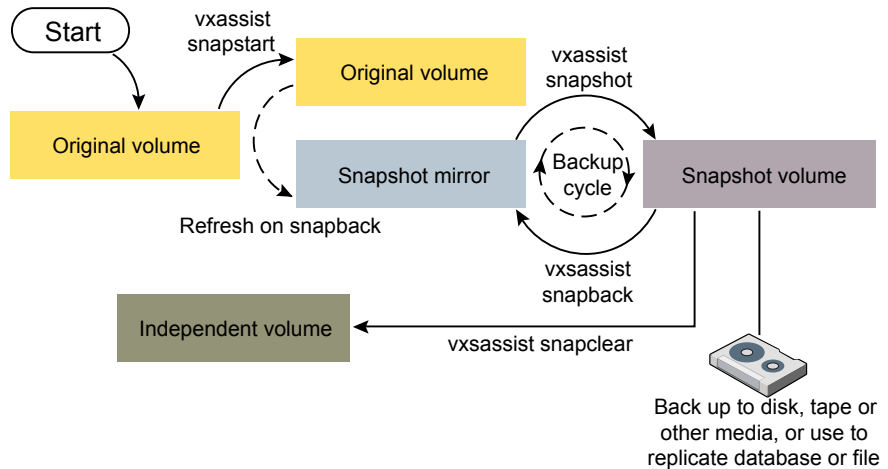 Start
vxassist
snapstart
Original volume
Original volume
vxassist
snapshot
Snapshot mirror
Backup
cycle
Snapshot volume
Refresh on snapback
vxsassist
snapback
Independent volume
vxsassist snapclear
Back up to disk, tape or
other media, or use to
replicate database or file